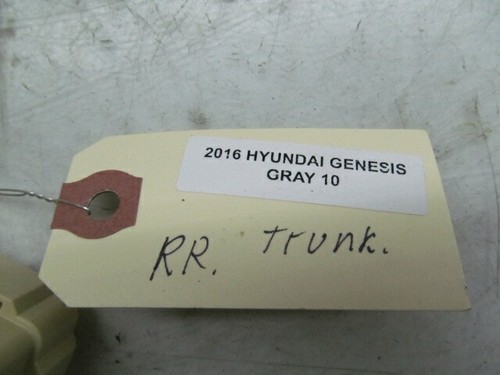 2016 HYUNDAI GENESIS
GRAY 10
RR. Trunk.